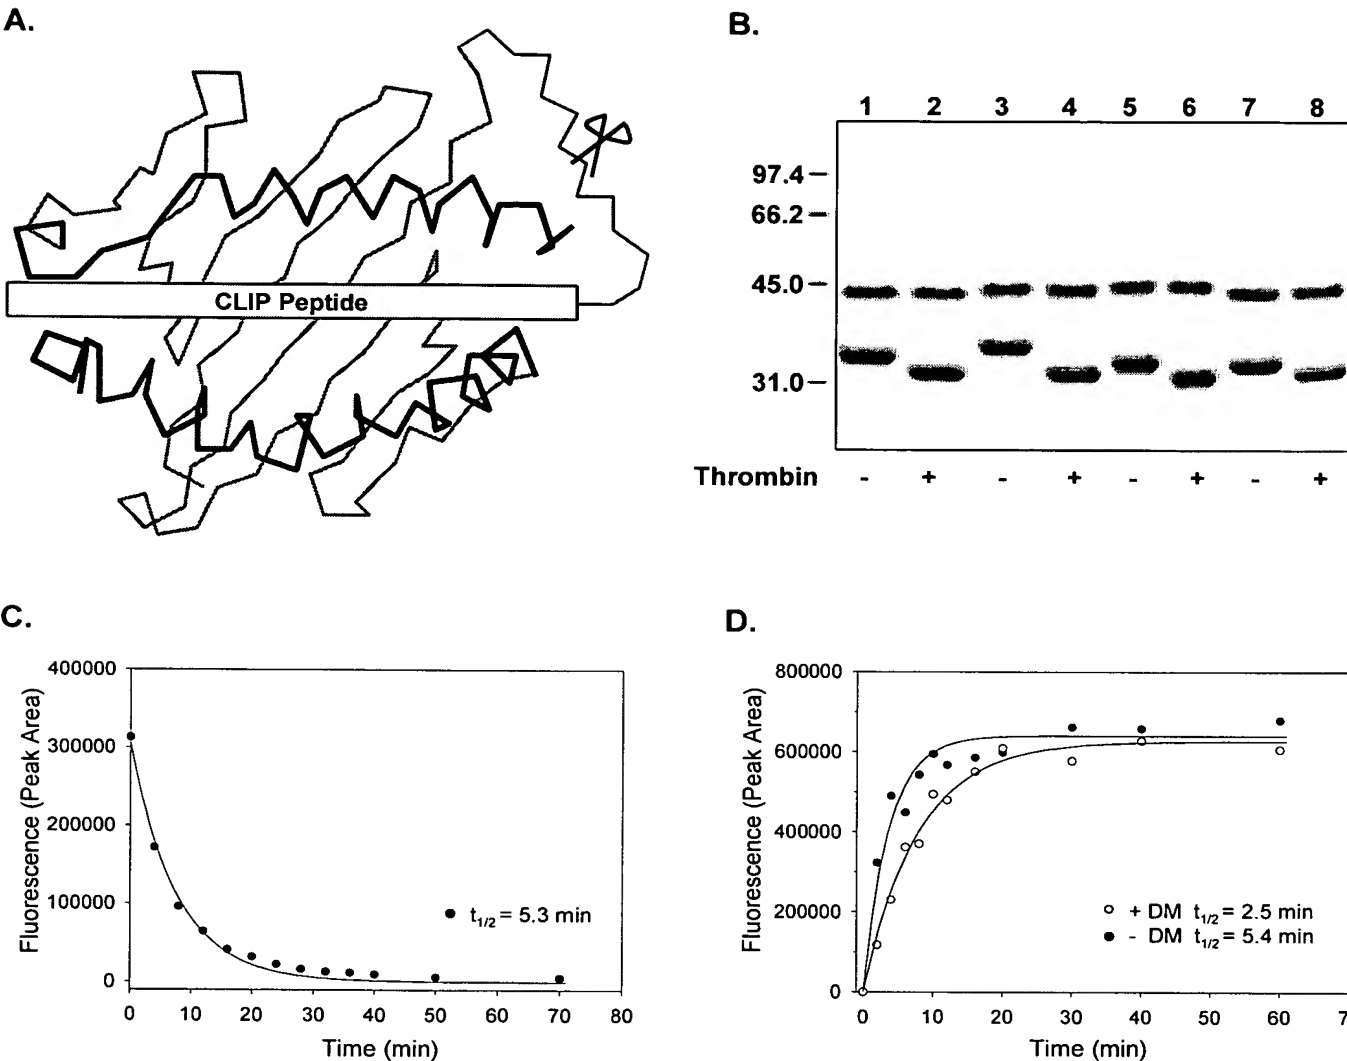 A.
CLIP Peptide
B.
1 2 3 4 5 6 7 8
97.4
66.2
45.0
31.0
Thrombin - + - + - + - +
C.
Fluorescence (Peak Area)
400000
300000
200000
100000
0
● t1/2 = 5.3 min
0 10 20 30 40 50 60 70 80
Time (min)
D.
Fluorescence (Peak Area)
800000
600000
400000
200000
0
○ + DM t1/2 = 2.5 min
● - DM t1/2 = 5.4 min
0 10 20 30 40 50 60
Time (min)